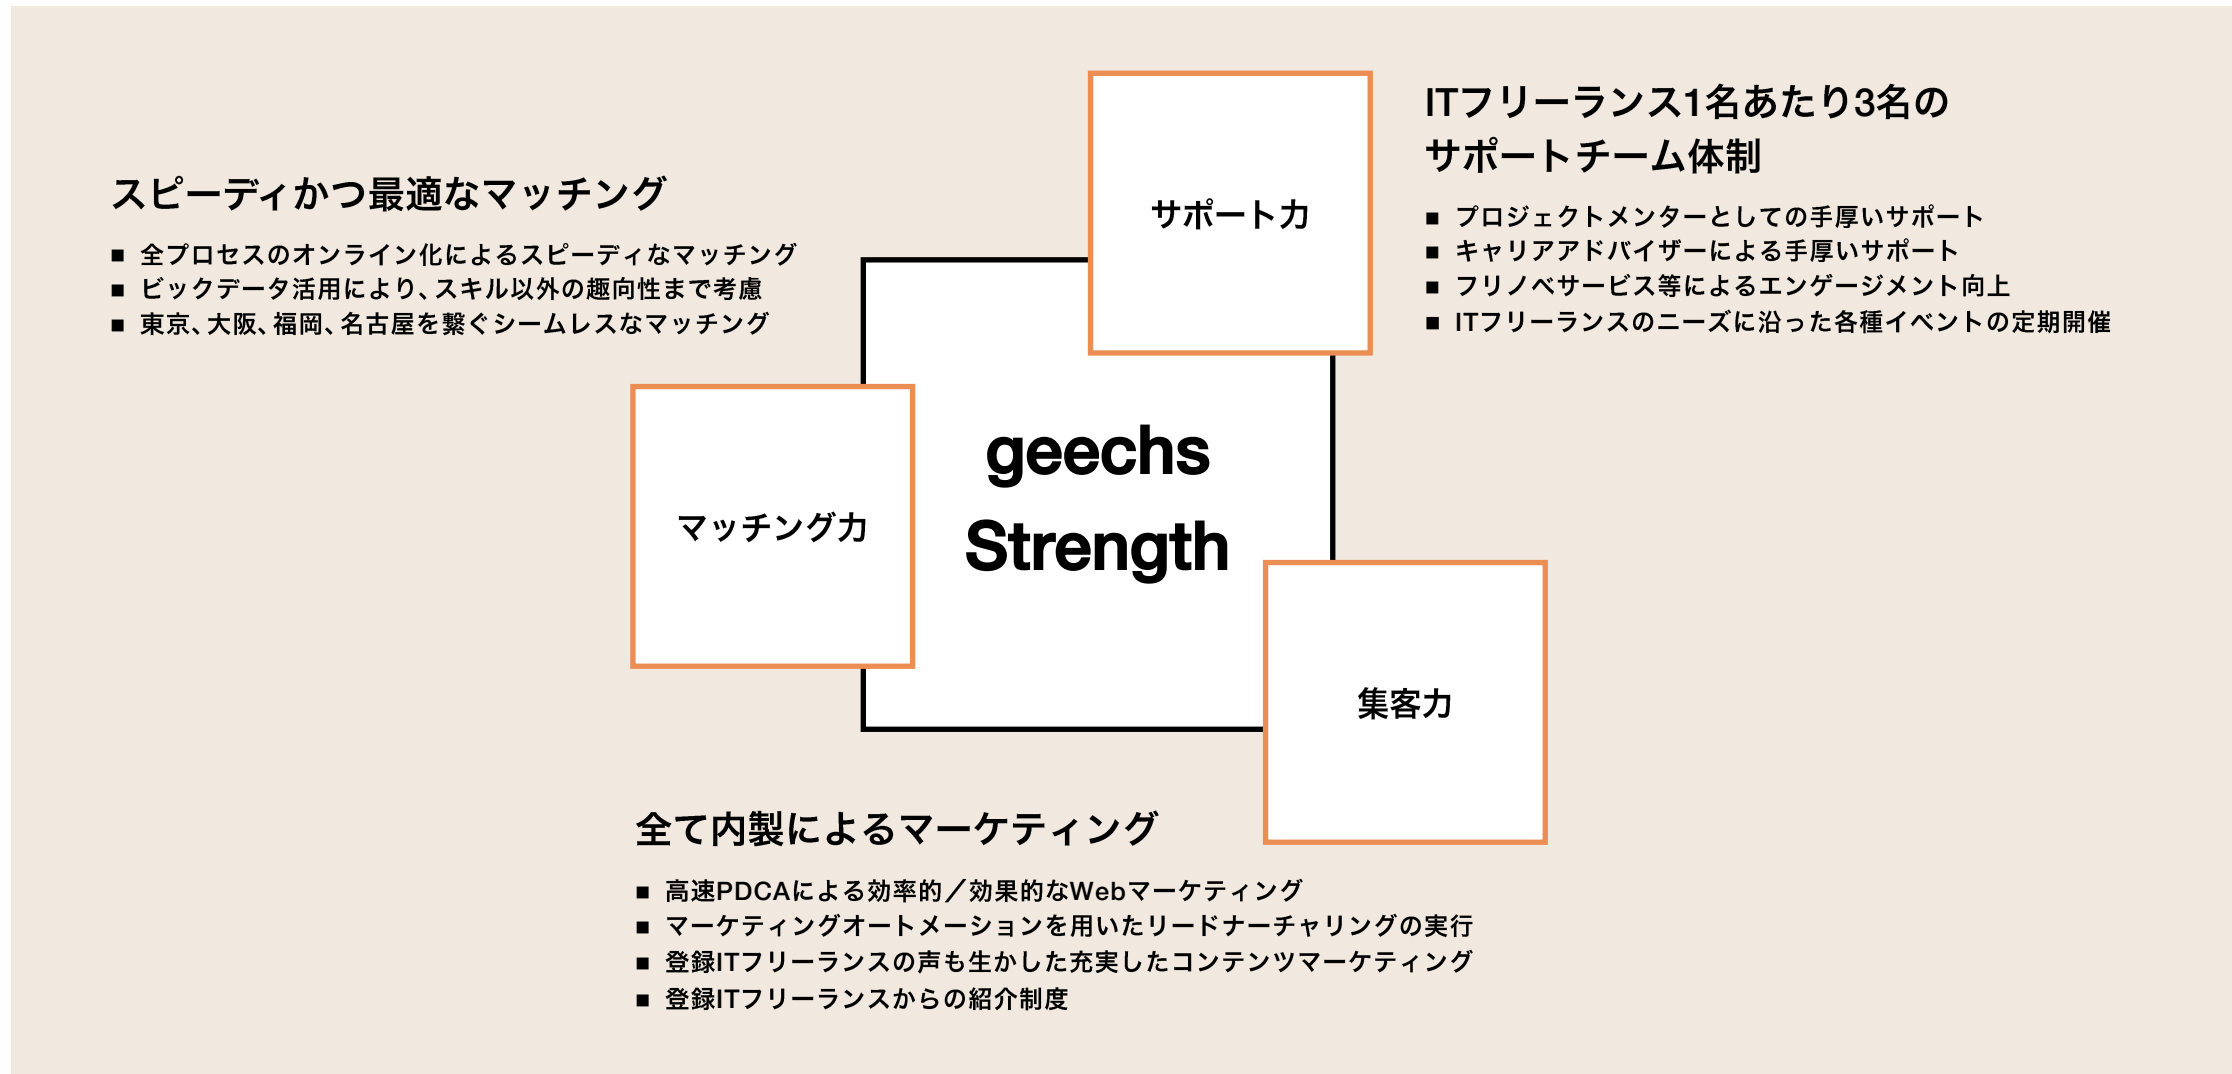 スピーディかつ最適なマッチング
■ 全プロセスのオンライン化によるスピーディなマッチング
■ ビックデータ活用により、スキル以外の趣向性まで考慮
■ 東京、大阪、福岡、名古屋を繋ぐシームレスなマッチング
サポート力
ITフリーランス1名あたり3名の
サポートチーム体制
■ プロジェクトメンターとしての手厚いサポート
■ キャリアアドバイザーによる手厚いサポート
■ フリノベサービス等によるエンゲージメント向上
■ ITフリーランスのニーズに沿った各種イベントの定期開催
マッチング力
geechs
Strength
集客力
全て内製によるマーケティング
■ 高速PDCAによる効率的／効果的なWebマーケティング
■ マーケティングオートメーションを用いたリードナーチャリングの実行
■ 登録ITフリーランスの声も生かした充実したコンテンツマーケティング
■ 登録ITフリーランスからの紹介制度